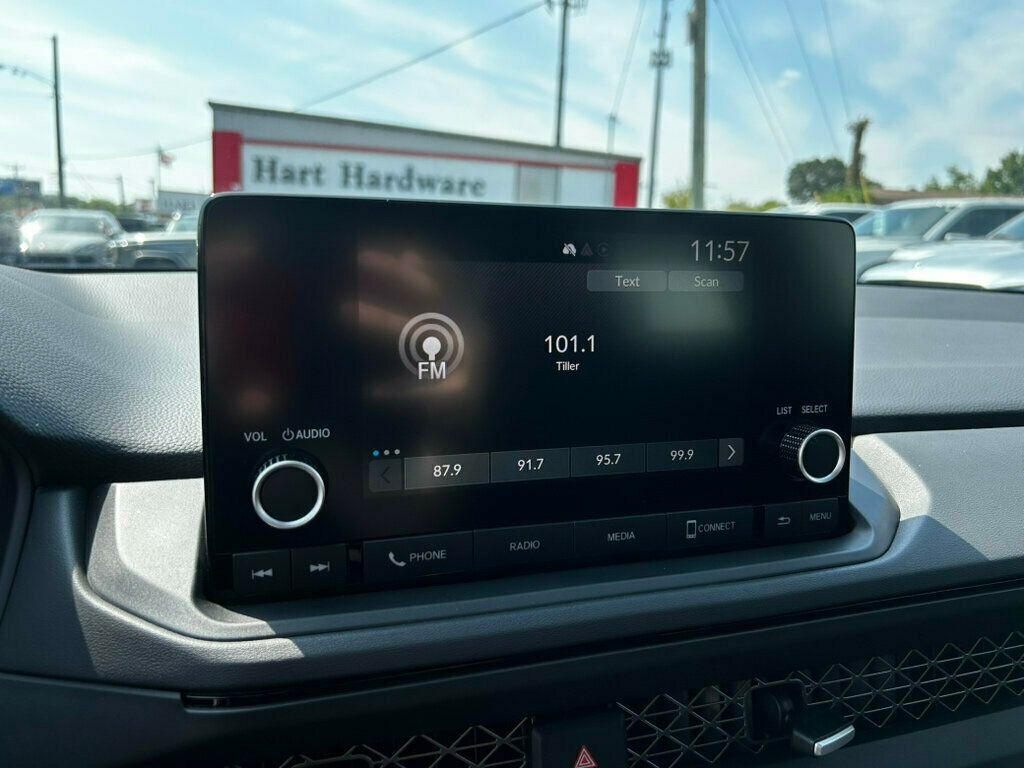 Hart Hardware
11:57
Text Scan
FM
101.1
Tiller
LIST SELECT
VOL AUDIO
87.9 91.7 95.7 99.9
PHONE RADIO MEDIA CONNECT MENU